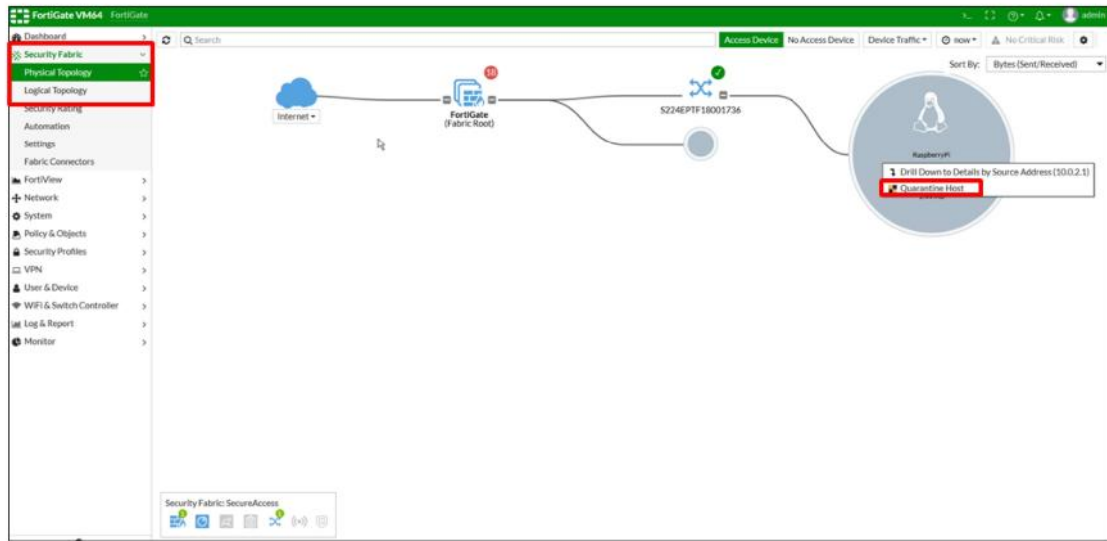 FortiGate VM64 FortiGate
admin
Dashboard
Security Fabric
Physical Topology
Logical Topology
Security Rating
Automation
Settings
Fabric Connectors
FortiView
Network
System
Policy & Objects
Security Profiles
VPN
User & Device
WiFi & Switch Controller
Log & Report
Monitor
Search
Access Device No Access Device Device Traffic now No Critical Risk
Sort By: Bytes (Sent/Received)
Internet
18
FortiGate
(Fabric Root)
S224EPTF18001736
RaspberryPi
Drill Down to Details by Source Address (10.0.2.1)
Quarantine Host
Security Fabric: SecureAccess
1 1